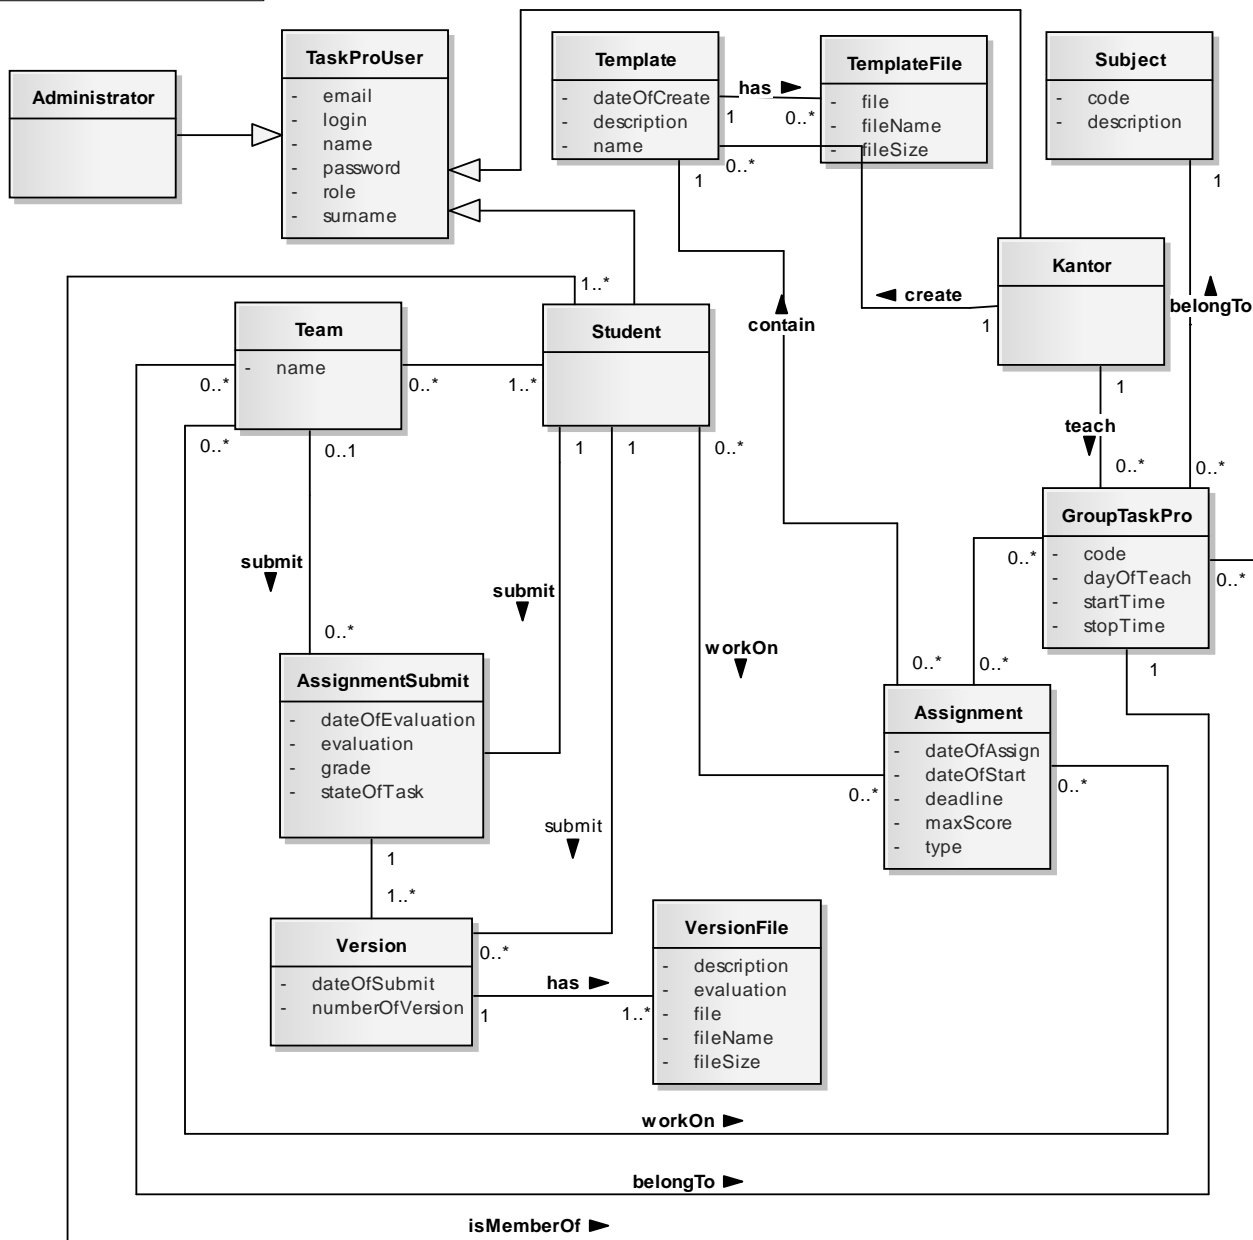 Administrator
TaskProUser
- email
- login
- name
- password
- role
- surname
Template
- dateOfCreate
- description
- name
has
1
0..*
TemplateFile
- file
- fileName
- fileSize
Subject
- code
- description
1
0..*
1
Kantor
create
1
belongTo
contain
1
teach
0..*
0..*
1..*
Team
- name
0..*
0..*
1..*
Student
0..*
0..1
1
1
0..*
GroupTaskPro
- code
- dayOfTeach
- startTime
- stopTime
0..*
0..*
1
submit
submit
workOn
0..*
0..*
0..*
AssignmentSubmit
- dateOfEvaluation
- evaluation
- grade
- stateOfTask
Assignment
- dateOfAssign
- dateOfStart
- deadline
- maxScore
- type
0..*
0..*
submit
1
1..*
Version
- dateOfSubmit
- numberOfVersion
0..*
has
1
1..*
VersionFile
- description
- evaluation
- file
- fileName
- fileSize
workOn
belongTo
isMemberOf